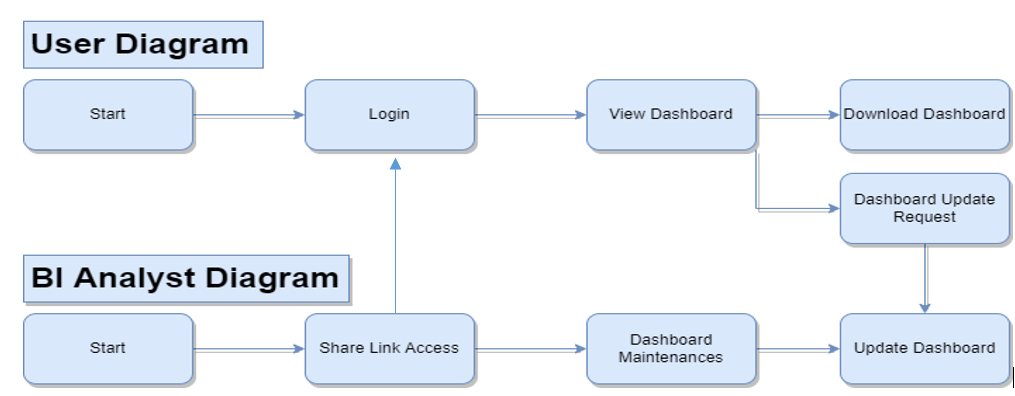 User Diagram
Start
Login
View Dashboard
Download Dashboard
Dashboard Update
Request
BI Analyst Diagram
Start
Share Link Access
Dashboard
Maintenances
Update Dashboard